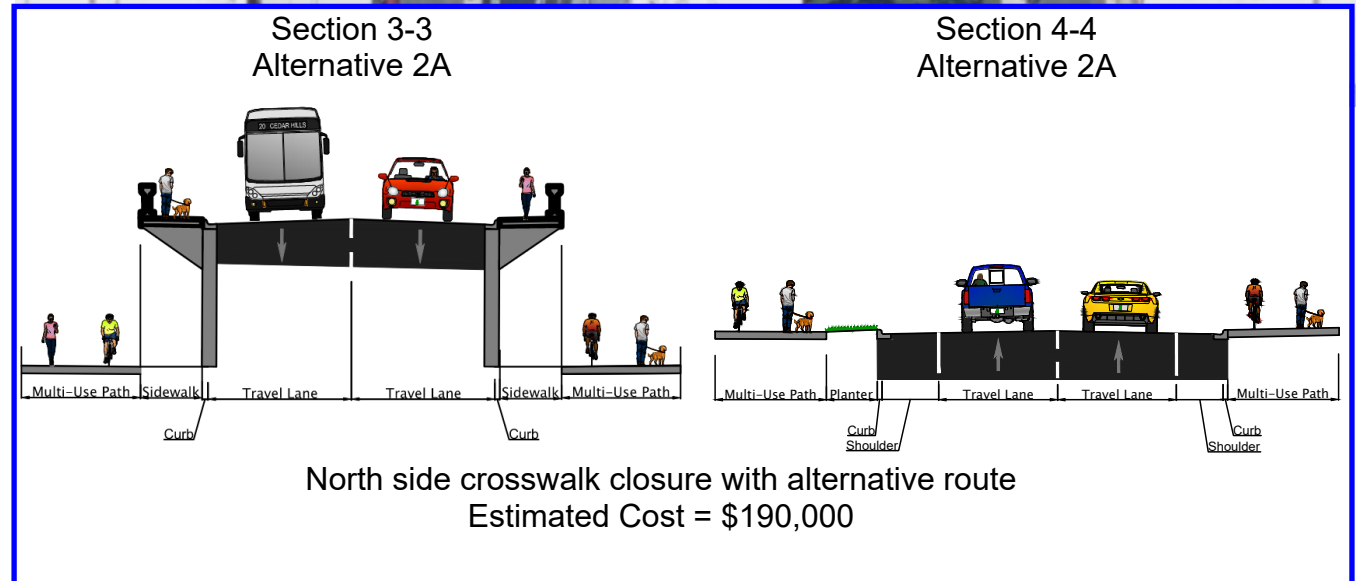 Section 3-3
Alternative 2A
Section 4-4
Alternative 2A
20 CEDAR HILLS
Multi-Use Path Sidewalk Travel Lane Travel Lane Sidewalk Multi-Use Path
Curb Curb
Multi-Use Path Planter Travel Lane Travel Lane Multi-Use Path
Curb Curb
Shoulder Shoulder
North side crosswalk closure with alternative route
Estimated Cost = $190,000